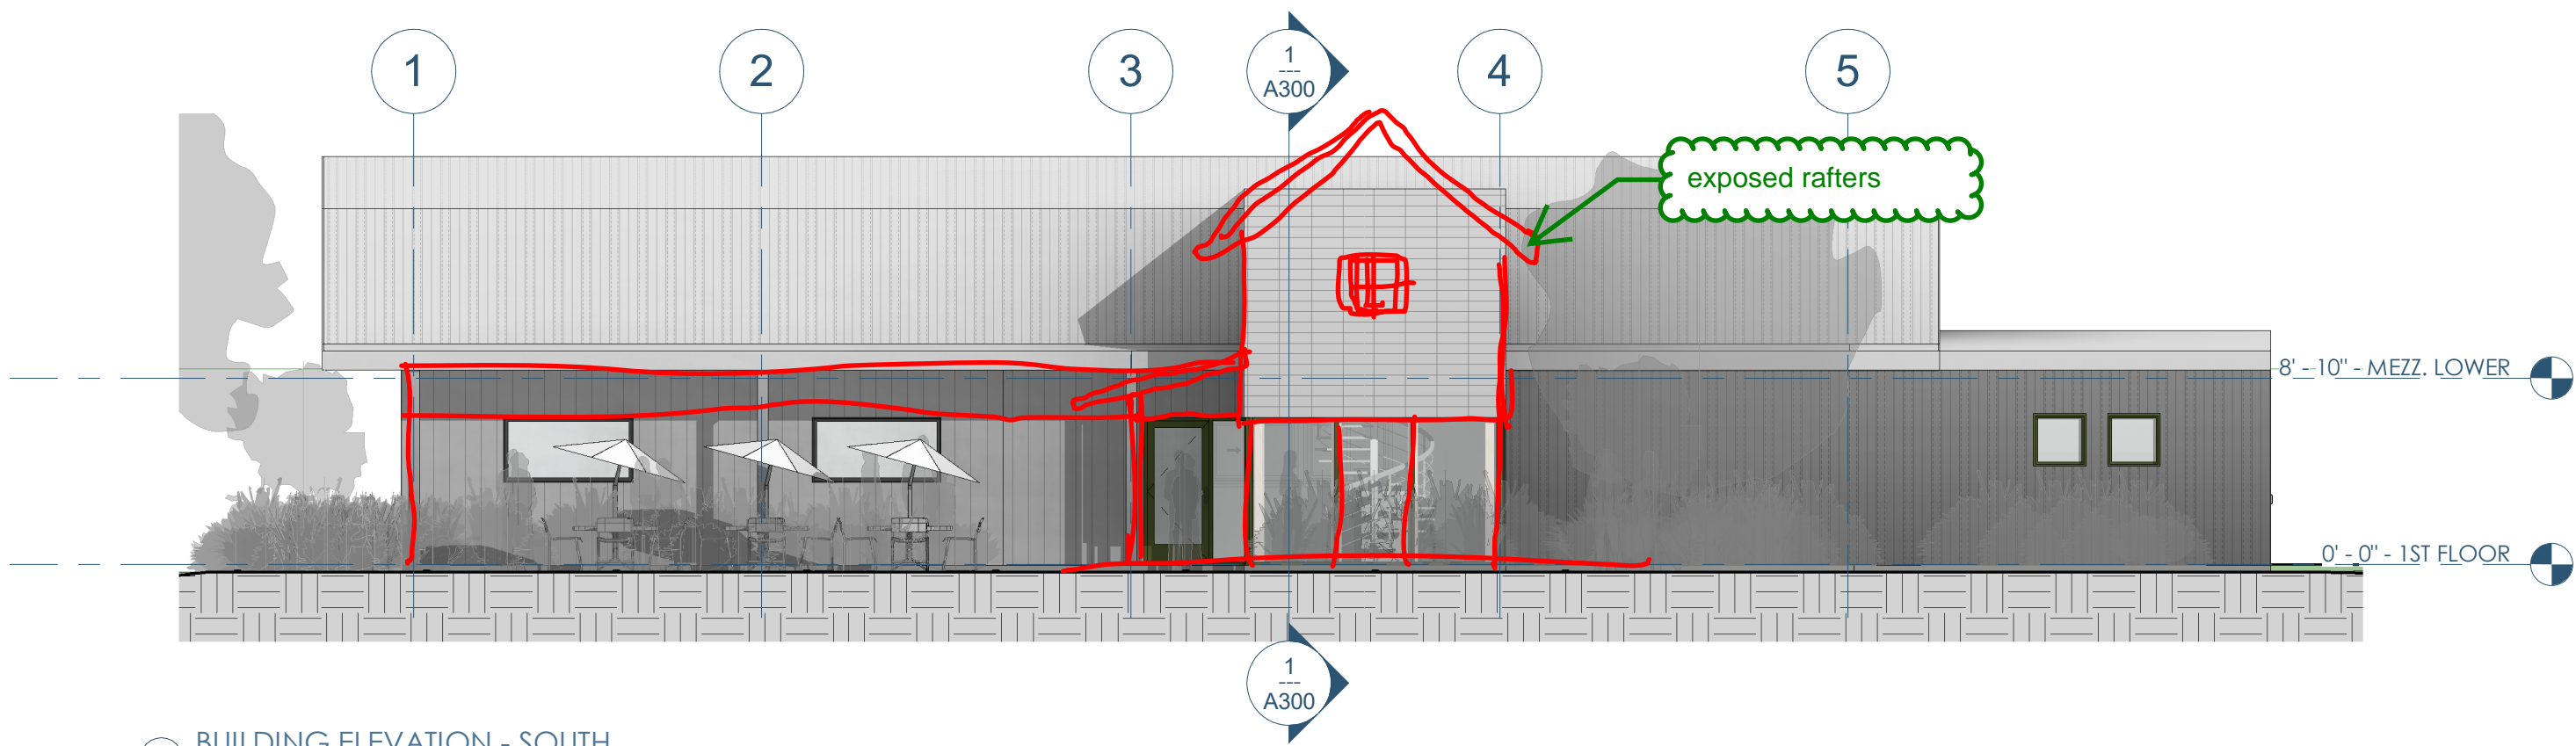 1
2
3
1
---
A300
4
5
exposed rafters
8' - 10" - MEZZ. LOWER
0' - 0" - 1ST FLOOR
1
---
A300
BUILDING ELEVATION - SOUTH